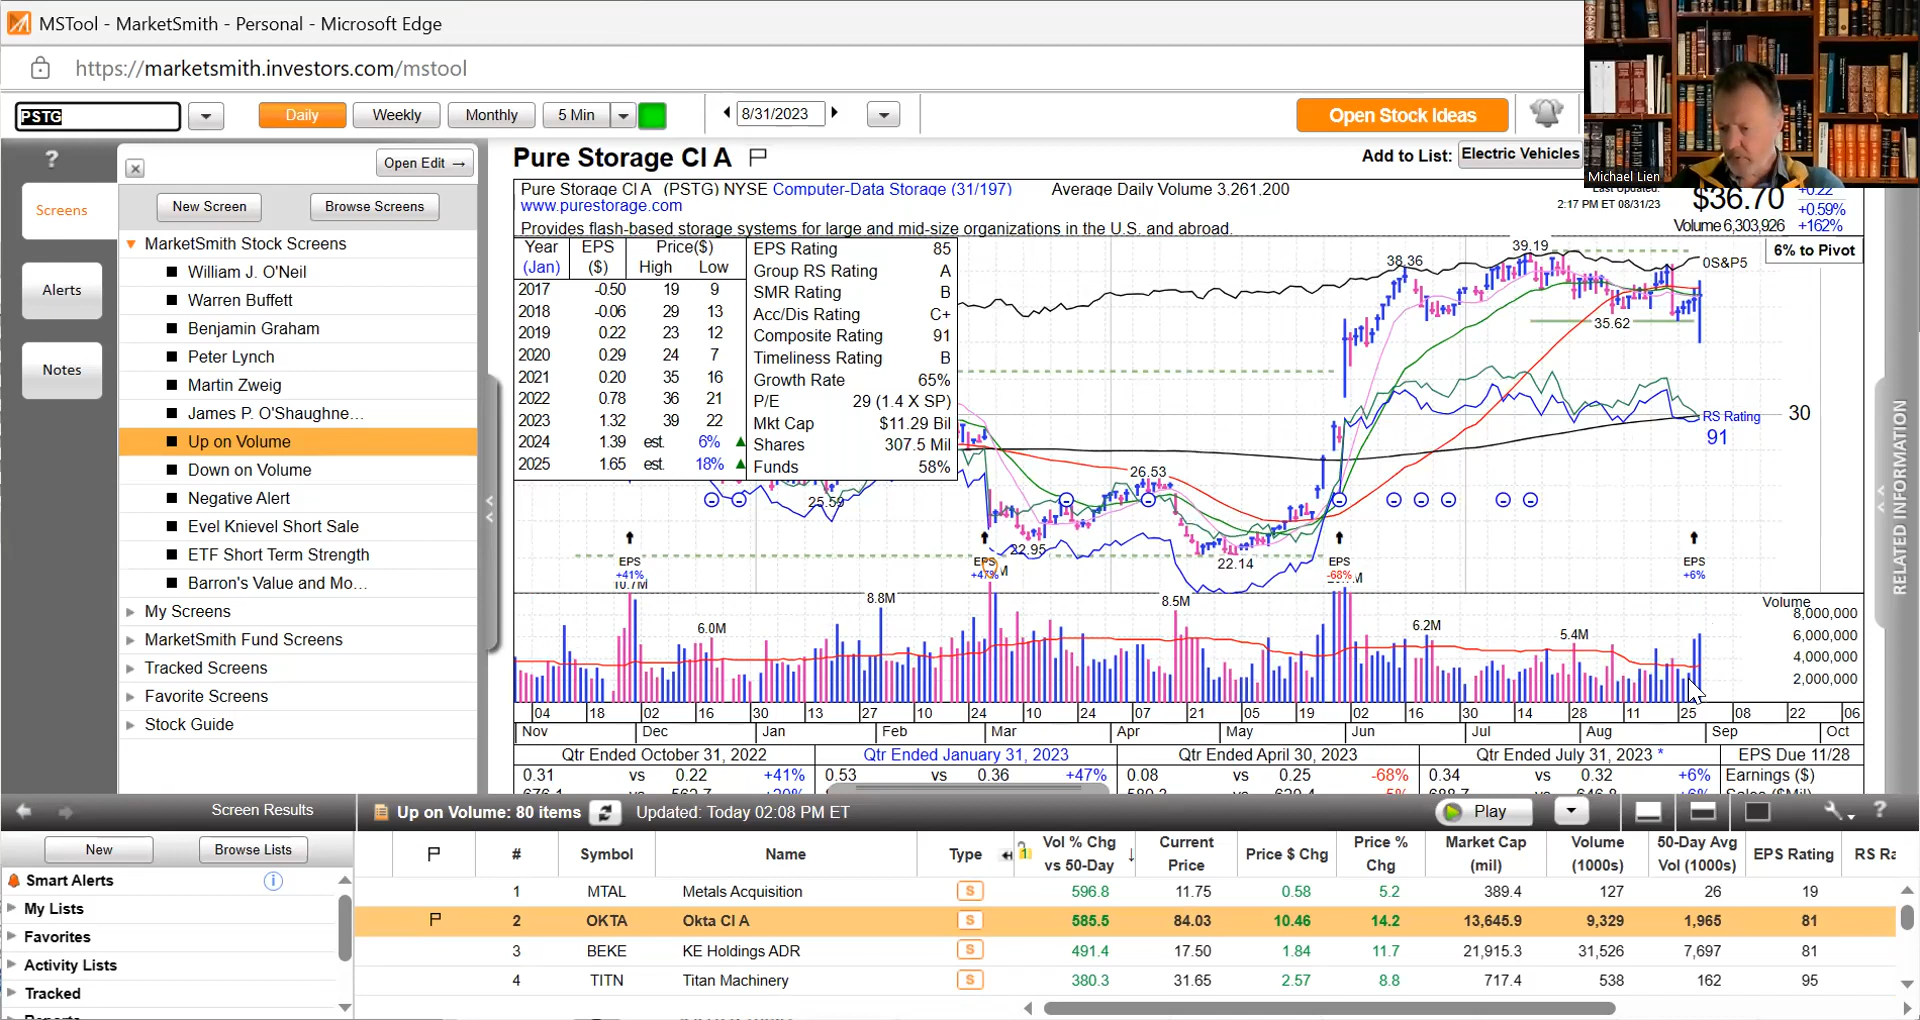 MSTool - MarketSmith - Personal - Microsoft Edge
https://marketsmith.investors.com/mstool
PSTG
Daily
Weekly
Monthly
5 Min
8/31/2023
Open Stock Ideas
Michael Lien
?
Screens
Alerts
Notes
Open Edit →
New Screen
Browse Screens
MarketSmith Stock Screens
William J. O'Neil
Warren Buffett
Benjamin Graham
Peter Lynch
Martin Zweig
James P. O'Shaughne…
Up on Volume
Down on Volume
Negative Alert
Evel Knievel Short Sale
ETF Short Term Strength
Barron's Value and Mo…
My Screens
MarketSmith Fund Screens
Tracked Screens
Favorite Screens
Stock Guide
Pure Storage Cl A
Add to List: Electric Vehicles
Pure Storage Cl A (PSTG) NYSE Computer-Data Storage (31/197) Average Daily Volume 3,261,200
www.purestorage.com
Provides flash-based storage systems for large and mid-size organizations in the U.S. and abroad.
Last Updated:
2:17 PM ET 08/31/23
$36.70
+0.22
+0.59%
Volume 6,303,926 +162%
6% to Pivot
Year EPS Price($)
(Jan) ($) High Low
2017 -0.50 19 9
2018 -0.06 29 13
2019 0.22 23 12
2020 0.29 24 7
2021 0.20 35 16
2022 0.78 36 21
2023 1.32 39 22
2024 1.39 est. 6%
2025 1.65 est. 18%
EPS Rating 85
Group RS Rating A
SMR Rating B
Acc/Dis Rating C+
Composite Rating 91
Timeliness Rating B
Growth Rate 65%
P/E 29 (1.4 X SP)
Mkt Cap $11.29 Bil
Shares 307.5 Mil
Funds 58%
39.19
38.36
0S&P5
35.62
RS Rating
91
30
26.53
25.59
22.95
22.14
EPS
+41%
EPS
+47%
EPS
-68%
EPS
+6%
10.7M
8.8M
8.5M
6.0M
6.2M
5.4M
Volume
8,000,000
6,000,000
4,000,000
2,000,000
04 18 02 16 30 13 27 10 24 10 24 07 21 05 19 02 16 30 14 28 11 25 08 22 06
Nov Dec Jan Feb Mar Apr May Jun Jul Aug Sep Oct
Qtr Ended October 31, 2022 Qtr Ended January 31, 2023 Qtr Ended April 30, 2023 Qtr Ended July 31, 2023 * EPS Due 11/28
0.31 vs 0.22 +41% 0.53 vs 0.36 +47% 0.08 vs 0.25 -68% 0.34 vs 0.32 +6% Earnings ($)
RELATED INFORMATION
Screen Results
Up on Volume: 80 items
Updated: Today 02:08 PM ET
Play
?
New
Browse Lists
Smart Alerts
My Lists
Favorites
Activity Lists
Tracked
# Symbol Name Type Vol % Chg vs 50-Day Current Price Price $ Chg Price % Chg Market Cap (mil) Volume (1000s) 50-Day Avg Vol (1000s) EPS Rating RS Ra
1 MTAL Metals Acquisition S 596.8 11.75 0.58 5.2 389.4 127 26 19
2 OKTA Okta Cl A S 585.5 84.03 10.46 14.2 13,645.9 9,329 1,965 81
3 BEKE KE Holdings ADR S 491.4 17.50 1.84 11.7 21,915.3 31,526 7,697 81
4 TITN Titan Machinery S 380.3 31.65 2.57 8.8 717.4 538 162 95